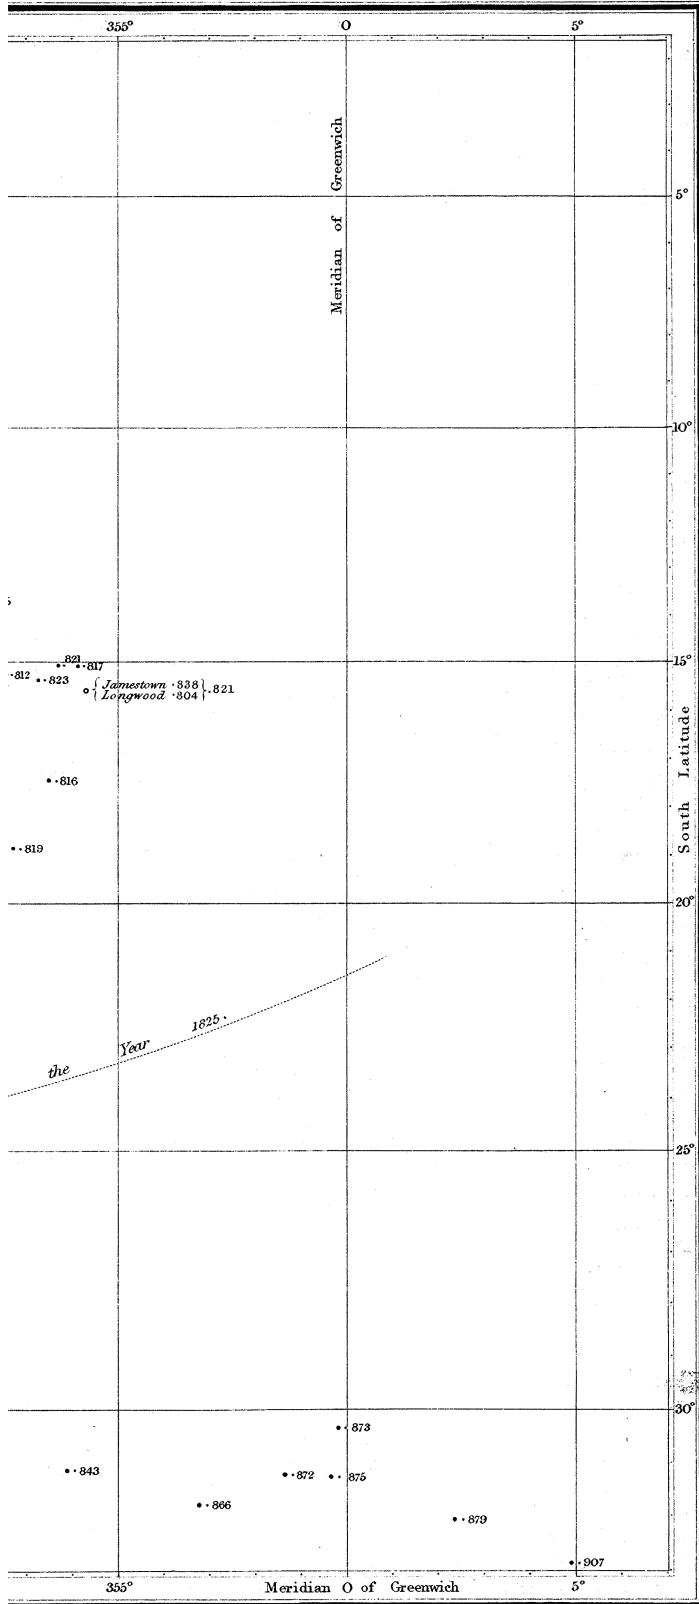 355° O 5°
Meridian of Greenwich
5°
10°
15°
·821 ·817
·812 ·823
Jamestown ·838
Longwood ·804
·821
South Latitude
·816
·819
20°
the Year 1825·
25°
30°
·873
·843 ·872 ·875
·866
·879
·907
355° Meridian O of Greenwich 5°